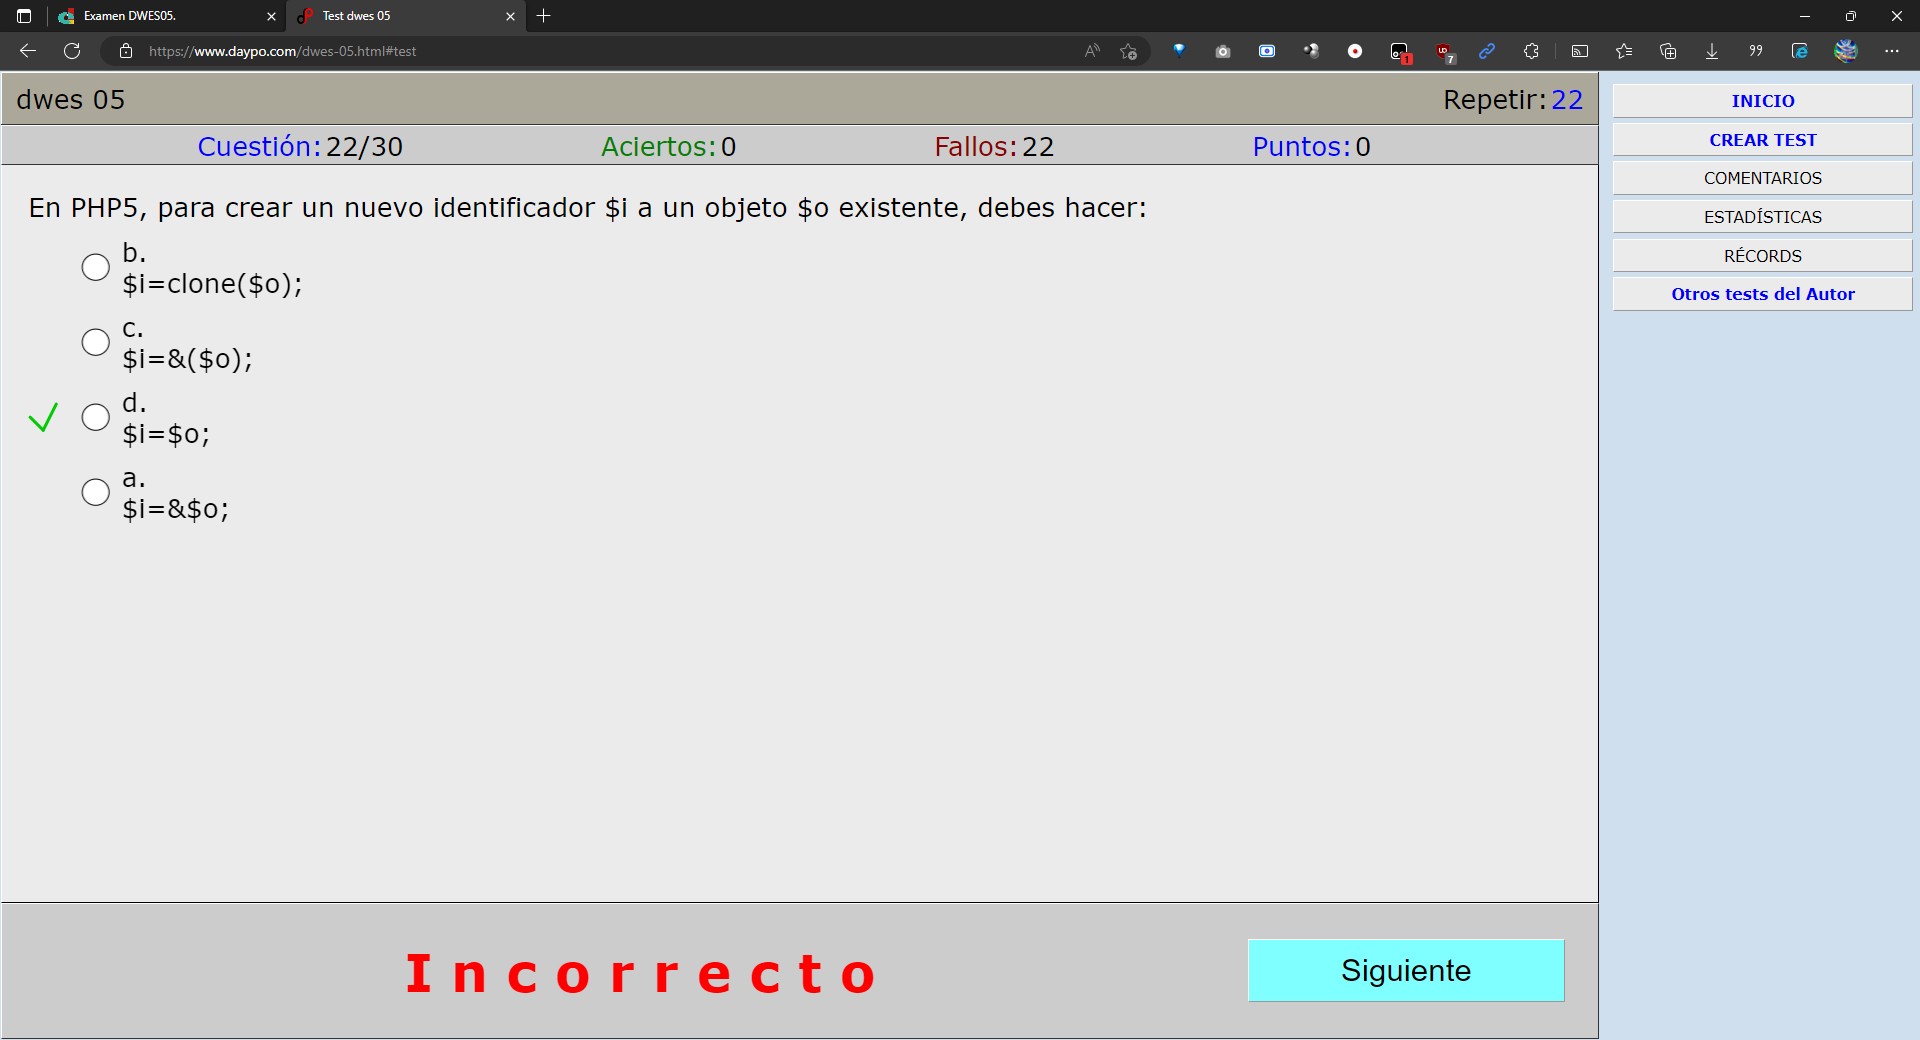 Examen DWES05.
Test dwes 05
https://www.daypo.com/dwes-05.html#test
1
7
dwes 05
Repetir:22
Cuestión:22/30
Aciertos:0
Fallos:22
Puntos:0
En PHP5, para crear un nuevo identificador $i a un objeto $o existente, debes hacer:
b.
$i=clone($o);
c.
$i=&($o);
d.
$i=$o;
a.
$i=&$o;
Incorrecto
Siguiente
INICIO
CREAR TEST
COMENTARIOS
ESTADÍSTICAS
RÉCORDS
Otros tests del Autor